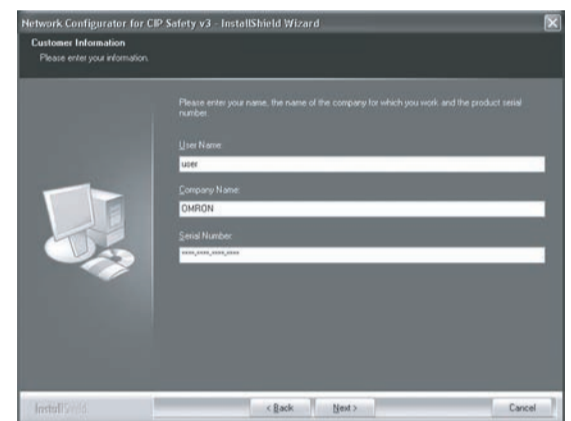 Network Configurator for CIP Safety v3 - InstallShield Wizard
Customer Information
Please enter your information.
Please enter your name, the name of the company for which you work and the product serial
number.
User Name:
user
Company Name:
OMRON
Serial Number:
****-****-****-****
InstallShield
< Back
Next >
Cancel